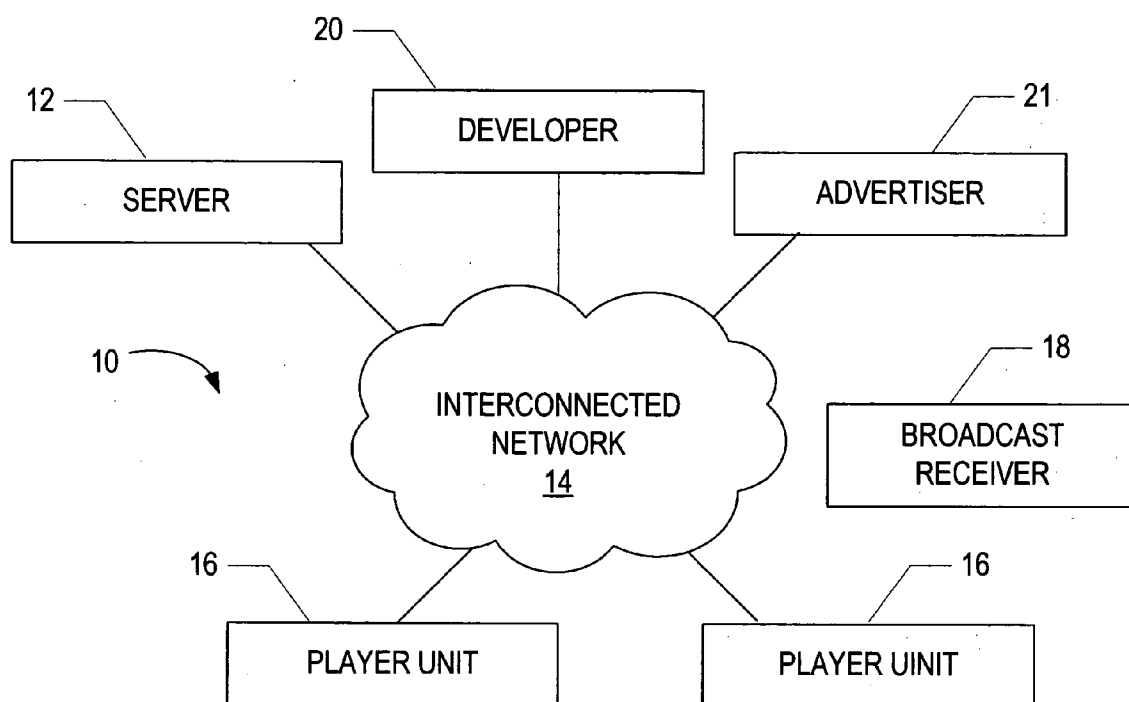 20
12
21
DEVELOPER
SERVER
ADVERTISER
10
18
INTERCONNECTED
NETWORK
14
BROADCAST
RECEIVER
16
16
PLAYER UNIT
PLAYER UINIT